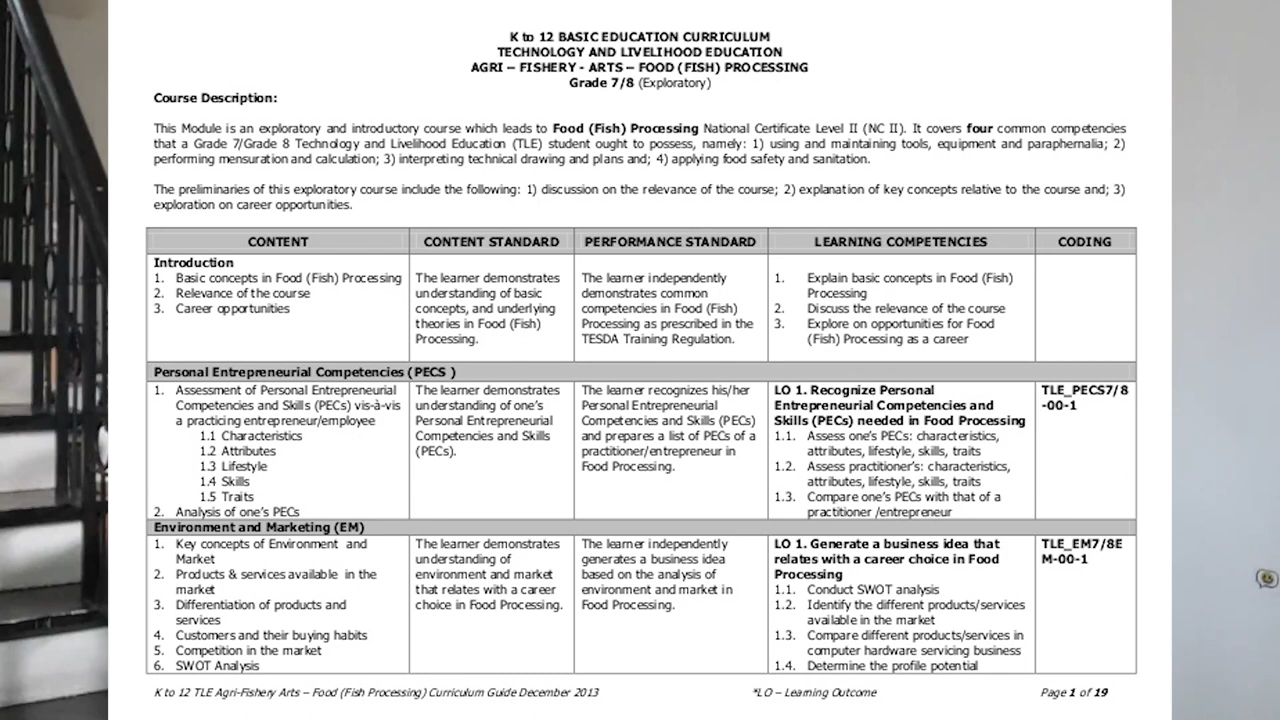 K to 12 BASIC EDUCATION CURRICULUM
TECHNOLOGY AND LIVELIHOOD EDUCATION
AGRI – FISHERY - ARTS – FOOD (FISH) PROCESSING
Grade 7/8 (Exploratory)
Course Description:
This Module is an exploratory and introductory course which leads to Food (Fish) Processing National Certificate Level II (NC II). It covers four common competencies
that a Grade 7/Grade 8 Technology and Livelihood Education (TLE) student ought to possess, namely: 1) using and maintaining tools, equipment and paraphernalia; 2)
performing mensuration and calculation; 3) interpreting technical drawing and plans and; 4) applying food safety and sanitation.
The preliminaries of this exploratory course include the following: 1) discussion on the relevance of the course; 2) explanation of key concepts relative to the course and; 3)
exploration on career opportunities.
CONTENT CONTENT STANDARD PERFORMANCE STANDARD LEARNING COMPETENCIES CODING
Introduction
1. Basic concepts in Food (Fish) Processing
2. Relevance of the course
3. Career opportunities
The learner demonstrates
understanding of basic
concepts, and underlying
theories in Food (Fish)
Processing.
The learner independently
demonstrates common
competencies in Food (Fish)
Processing as prescribed in the
TESDA Training Regulation.
1. Explain basic concepts in Food (Fish)
Processing
2. Discuss the relevance of the course
3. Explore on opportunities for Food
(Fish) Processing as a career
Personal Entrepreneurial Competencies (PECS )
1. Assessment of Personal Entrepreneurial
Competencies and Skills (PECs) vis-à-vis
a practicing entrepreneur/employee
1.1 Characteristics
1.2 Attributes
1.3 Lifestyle
1.4 Skills
1.5 Traits
2. Analysis of one's PECs
The learner demonstrates
understanding of one's
Personal Entrepreneurial
Competencies and Skills
(PECs).
The learner recognizes his/her
Personal Entrepreneurial
Competencies and Skills (PECs)
and prepares a list of PECs of a
practitioner/entrepreneur in
Food Processing.
LO 1. Recognize Personal
Entrepreneurial Competencies and
Skills (PECs) needed in Food Processing
1.1. Assess one's PECs: characteristics,
attributes, lifestyle, skills, traits
1.2. Assess practitioner's: characteristics,
attributes, lifestyle, skills, traits
1.3. Compare one's PECs with that of a
practitioner /entrepreneur
TLE_PECS7/8
-00-1
Environment and Marketing (EM)
1. Key concepts of Environment and
Market
2. Products & services available in the
market
3. Differentiation of products and
services
4. Customers and their buying habits
5. Competition in the market
6. SWOT Analysis
The learner demonstrates
understanding of
environment and market
that relates with a career
choice in Food Processing.
The learner independently
generates a business idea
based on the analysis of
environment and market in
Food Processing.
LO 1. Generate a business idea that
relates with a career choice in Food
Processing
1.1. Conduct SWOT analysis
1.2. Identify the different products/services
available in the market
1.3. Compare different products/services in
computer hardware servicing business
1.4. Determine the profile potential
TLE_EM7/8E
M-00-1
K to 12 TLE Agri-Fishery Arts – Food (Fish Processing) Curriculum Guide December 2013 *LO – Learning Outcome Page 1 of 19